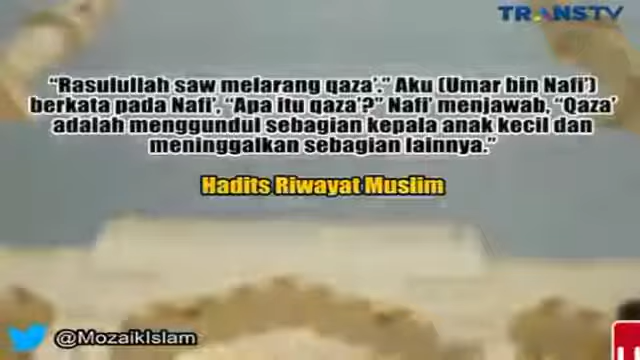 TRANSTV
“Rasulullah saw melarang qaza’.” Aku (Umar bin Nafi’)
berkata pada Nafi’, “Apa itu qaza’?” Nafi’ menjawab, “Qaza’
adalah menggundul sebagian kepala anak kecil dan
meninggalkan sebagian lainnya.”
Hadits Riwayat Muslim
@MozaikIslam